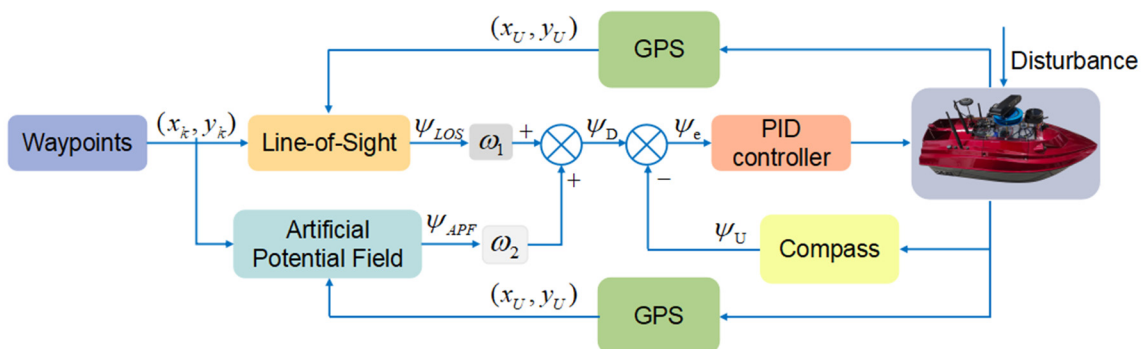 (x_U, y_U)
GPS
Disturbance
Waypoints
(x_k, y_k)
Line-of-Sight
ψ_LOS
ω_1
+
ψ_D
ψ_e
PID
controller
+
−
Artificial
Potential Field
ψ_APF
ω_2
ψ_U
Compass
(x_U, y_U)
GPS